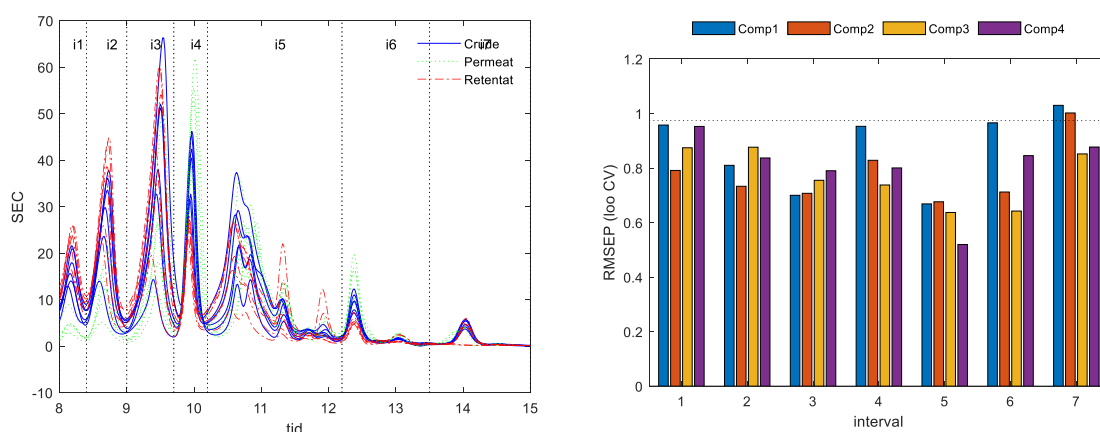 70
60
50
40
30
20
10
0
-10
SEC
i1 i2 i3 i4 i5 i6 i7
Crude
Permeat
Retentat
8 9 10 11 12 13 14 15
tid
Comp1 Comp2 Comp3 Comp4
1.2
1
0.8
0.6
0.4
0.2
0
RMSEP (loo CV)
1 2 3 4 5 6 7
interval